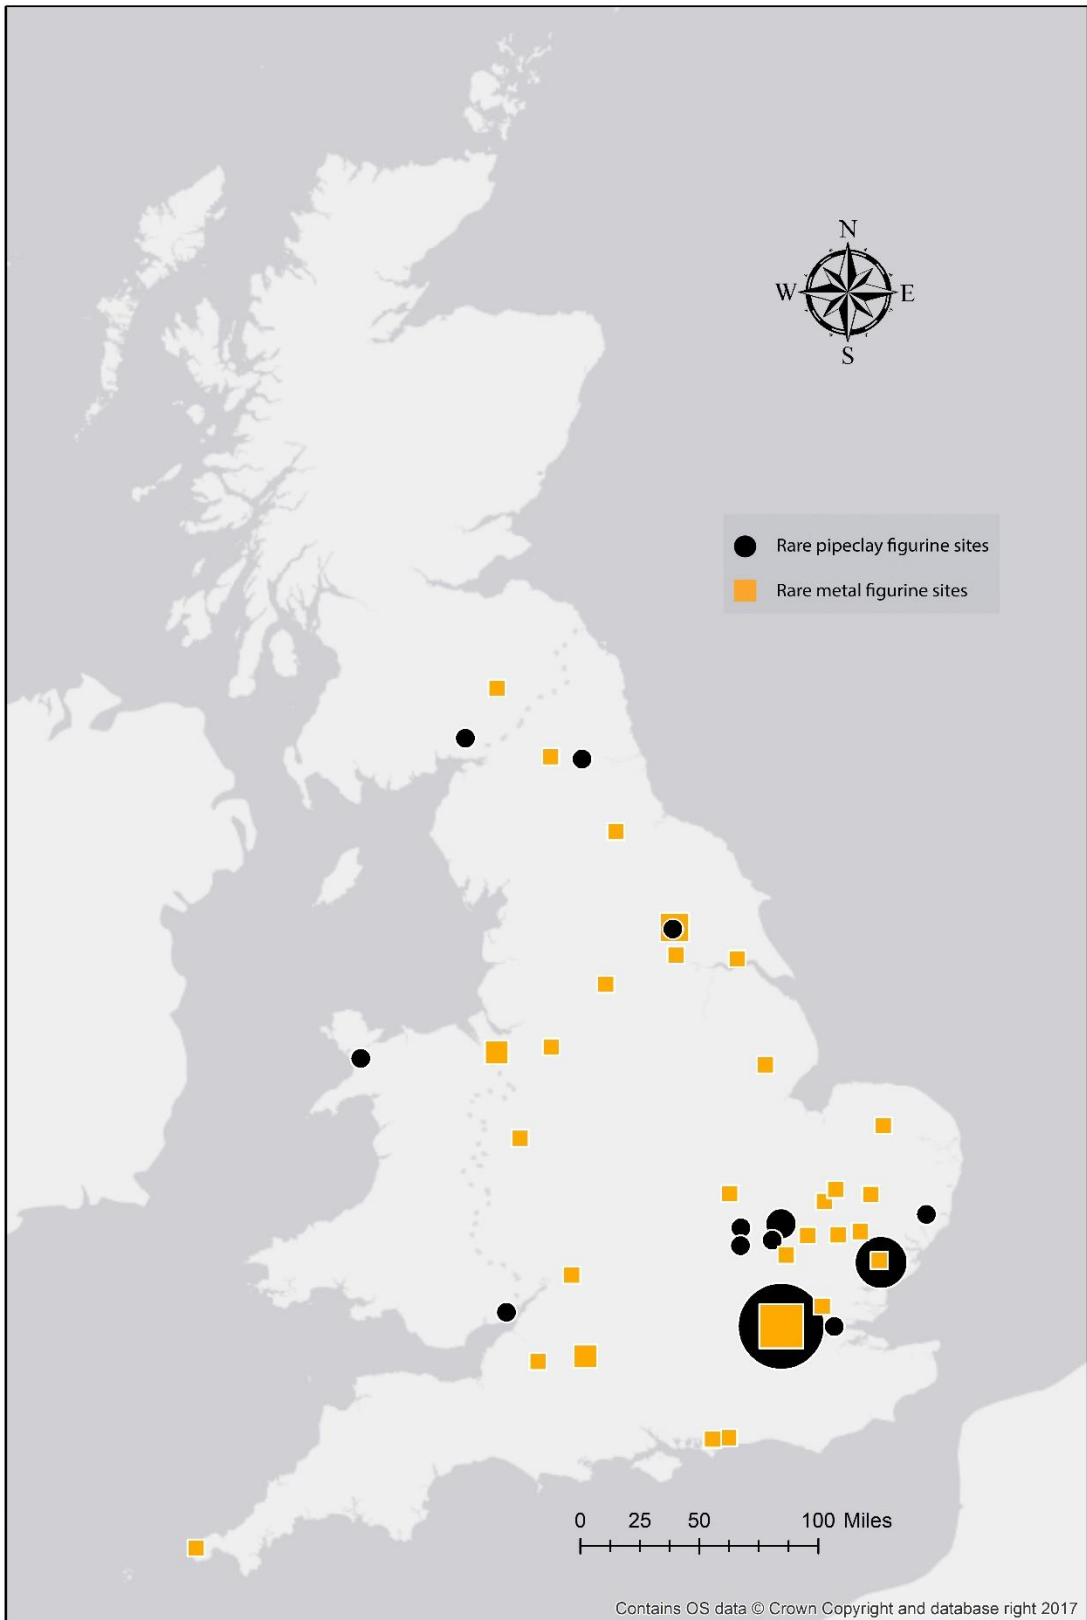 N
W E
S
Rare pipeclay figurine sites
Rare metal figurine sites
0 25 50 100 Miles
Contains OS data © Crown Copyright and database right 2017